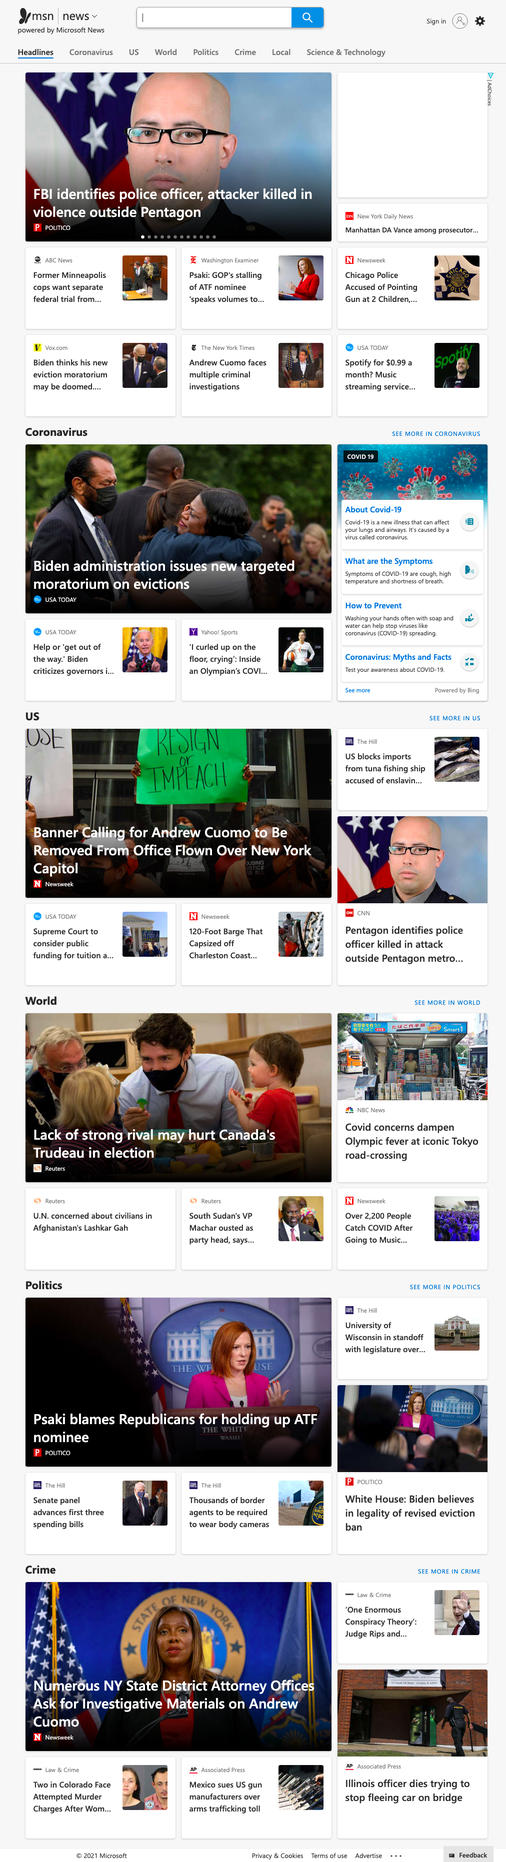 msn | news
powered by Microsoft News
Sign in
Headlines Coronavirus US World Politics Crime Local Science & Technology
FBI identifies police officer, attacker killed in
violence outside Pentagon
POLITICO
AdChoices
New York Daily News
Manhattan DA Vance among prosecutor...
ABC News
Former Minneapolis
cops want separate
federal trial from...
Washington Examiner
Psaki: GOP's stalling
of ATF nominee
'speaks volumes to...
Newsweek
Chicago Police
Accused of Pointing
Gun at 2 Children,...
Vox.com
Biden thinks his new
eviction moratorium
may be doomed....
The New York Times
Andrew Cuomo faces
multiple criminal
investigations
USA TODAY
Spotify for $0.99 a
month? Music
streaming service...
Spotify
Coronavirus
SEE MORE IN CORONAVIRUS
Biden administration issues new targeted
moratorium on evictions
USA TODAY
COVID 19
About Covid-19
Covid-19 is a new illness that can affect
your lungs and airways. It's caused by a
virus called coronavirus.
What are the Symptoms
Symptoms of COVID-19 are cough, high
temperature and shortness of breath.
How to Prevent
Washing your hands often with soap and
water can help stop viruses like
coronavirus (COVID-19) spreading.
Coronavirus: Myths and Facts
Test your awareness about COVID-19.
See more
Powered by Bing
USA TODAY
Help or 'get out of
the way.' Biden
criticizes governors i...
Yahoo! Sports
'I curled up on the
floor, crying': Inside
an Olympian's COVI...
US
SEE MORE IN US
RESIGN
or
IMPEACH
Banner Calling for Andrew Cuomo to Be
Removed From Office Flown Over New York
Capitol
Newsweek
The Hill
US blocks imports
from tuna fishing ship
accused of enslavin...
CNN
Pentagon identifies police
officer killed in attack
outside Pentagon metro...
USA TODAY
Supreme Court to
consider public
funding for tuition a...
Newsweek
120-Foot Barge That
Capsized off
Charleston Coast...
World
SEE MORE IN WORLD
Lack of strong rival may hurt Canada's
Trudeau in election
Reuters
NBC News
Covid concerns dampen
Olympic fever at iconic Tokyo
road-crossing
Reuters
U.N. concerned about civilians in
Afghanistan's Lashkar Gah
Reuters
South Sudan's VP
Machar ousted as
party head, says...
Newsweek
Over 2,200 People
Catch COVID After
Going to Music...
Politics
SEE MORE IN POLITICS
THE WHITE HOUSE
Psaki blames Republicans for holding up ATF
nominee
POLITICO
The Hill
University of
Wisconsin in standoff
with legislature over...
POLITICO
White House: Biden believes
in legality of revised eviction
ban
The Hill
Senate panel
advances first three
spending bills
The Hill
Thousands of border
agents to be required
to wear body cameras
Crime
SEE MORE IN CRIME
STATE OF NEW YORK
Numerous NY State District Attorney Offices
Ask for Investigative Materials on Andrew
Cuomo
Newsweek
Law & Crime
'One Enormous
Conspiracy Theory':
Judge Rips and...
Associated Press
Illinois officer dies trying to
stop fleeing car on bridge
Law & Crime
Two in Colorado Face
Attempted Murder
Charges After Wom...
Associated Press
Mexico sues US gun
manufacturers over
arms trafficking toll
© 2021 Microsoft
Privacy & Cookies Terms of use Advertise ...
Feedback